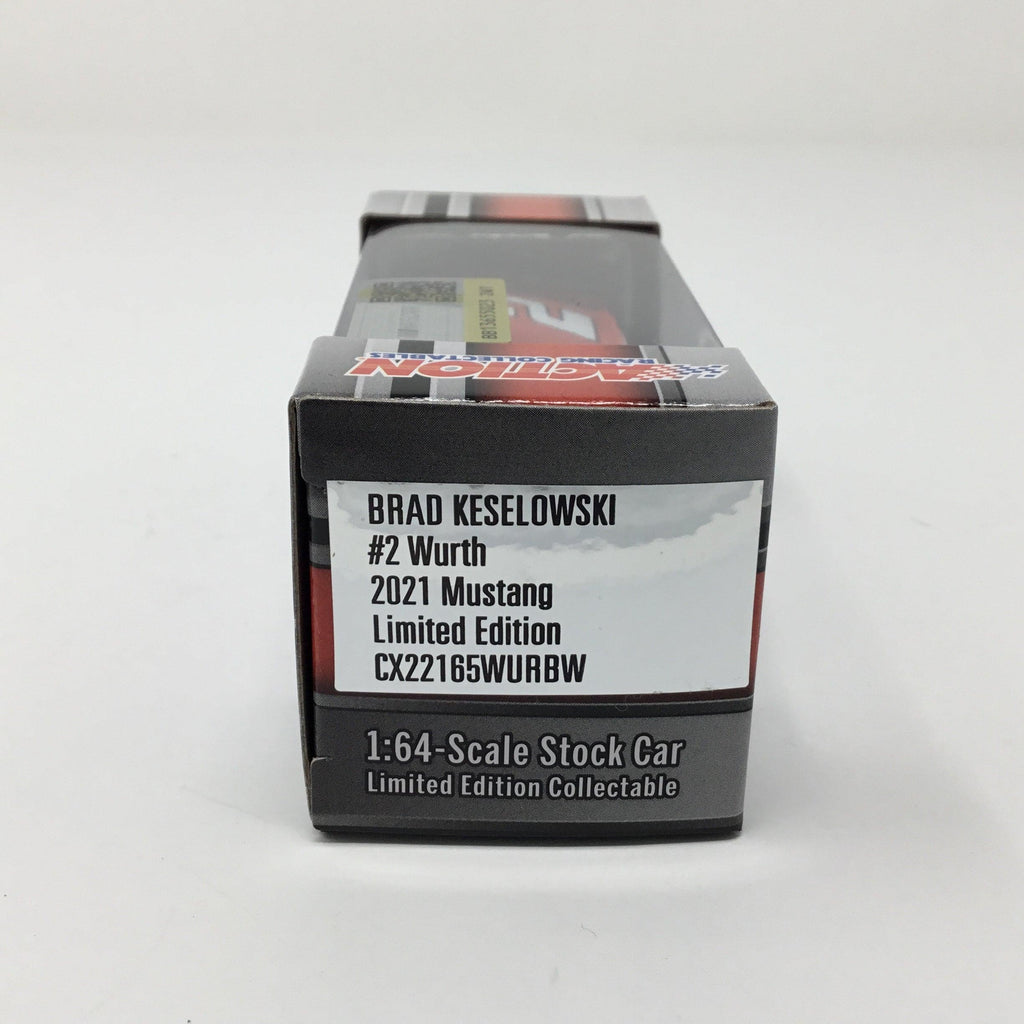 ACTION
RACING COLLECTABLES
2
BRAD KESELOWSKI
#2 Wurth
2021 Mustang
Limited Edition
CX22165WURBW
1:64-Scale Stock Car
Limited Edition Collectable